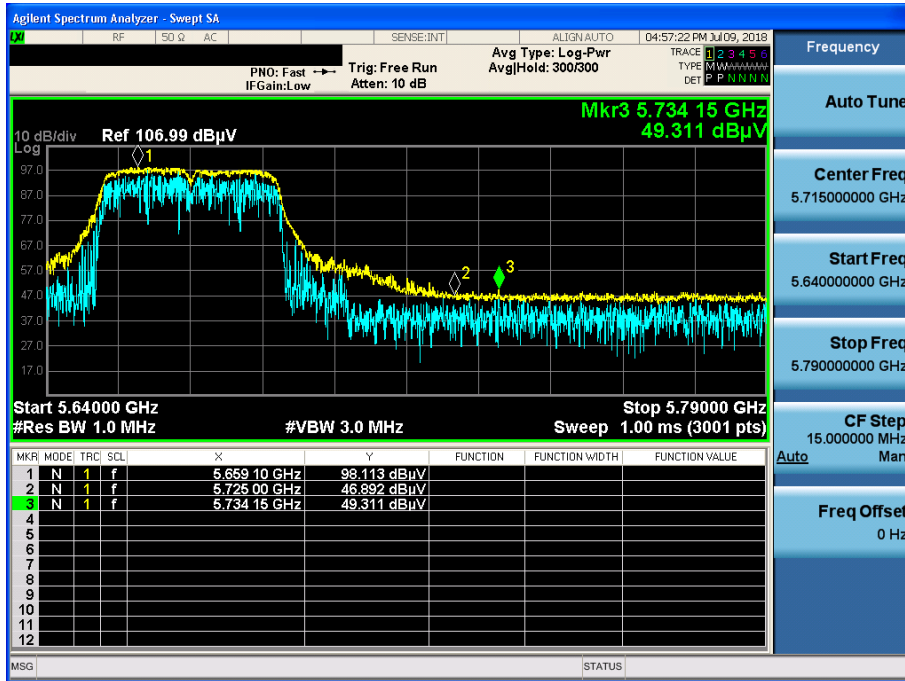 Agilent Spectrum Analyzer - Swept SA
LXI RF 50 Ω AC SENSE:INT ALIGN AUTO 04:57:22 PM Jul 09, 2018
PNO: Fast
IFGain:Low
Trig: Free Run
Atten: 10 dB
Avg Type: Log-Pwr
Avg|Hold: 300/300
TRACE 1 2 3 4 5 6
TYPE M W
DET P P N N N N
Mkr3 5.734 15 GHz
49.311 dBµV
10 dB/div Ref 106.99 dBµV
Log
97.0
87.0
77.0
67.0
57.0
47.0
37.0
27.0
17.0
1
2
3
Start 5.64000 GHz Stop 5.79000 GHz
#Res BW 1.0 MHz #VBW 3.0 MHz Sweep 1.00 ms (3001 pts)
MKR MODE TRC SCL X Y FUNCTION FUNCTION WIDTH FUNCTION VALUE
1 N 1 f 5.659 10 GHz 98.113 dBµV
2 N 1 f 5.725 00 GHz 46.892 dBµV
3 N 1 f 5.734 15 GHz 49.311 dBµV
4
5
6
7
8
9
10
11
12
MSG STATUS
Frequency
Auto Tune
Center Freq
5.715000000 GHz
Start Freq
5.640000000 GHz
Stop Freq
5.790000000 GHz
CF Step
15.000000 MHz
Auto Man
Freq Offset
0 Hz